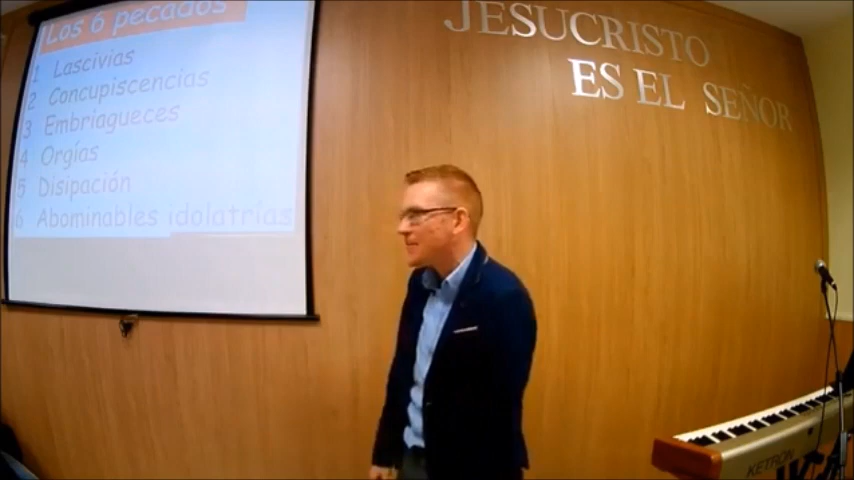 Los 6 pecados
1 Lascivias
2 Concupiscencias
3 Embriagueces
4 Orgías
5 Disipación
6 Abominables idolatrías
JESUCRISTO
ES EL SEÑOR
KETRON